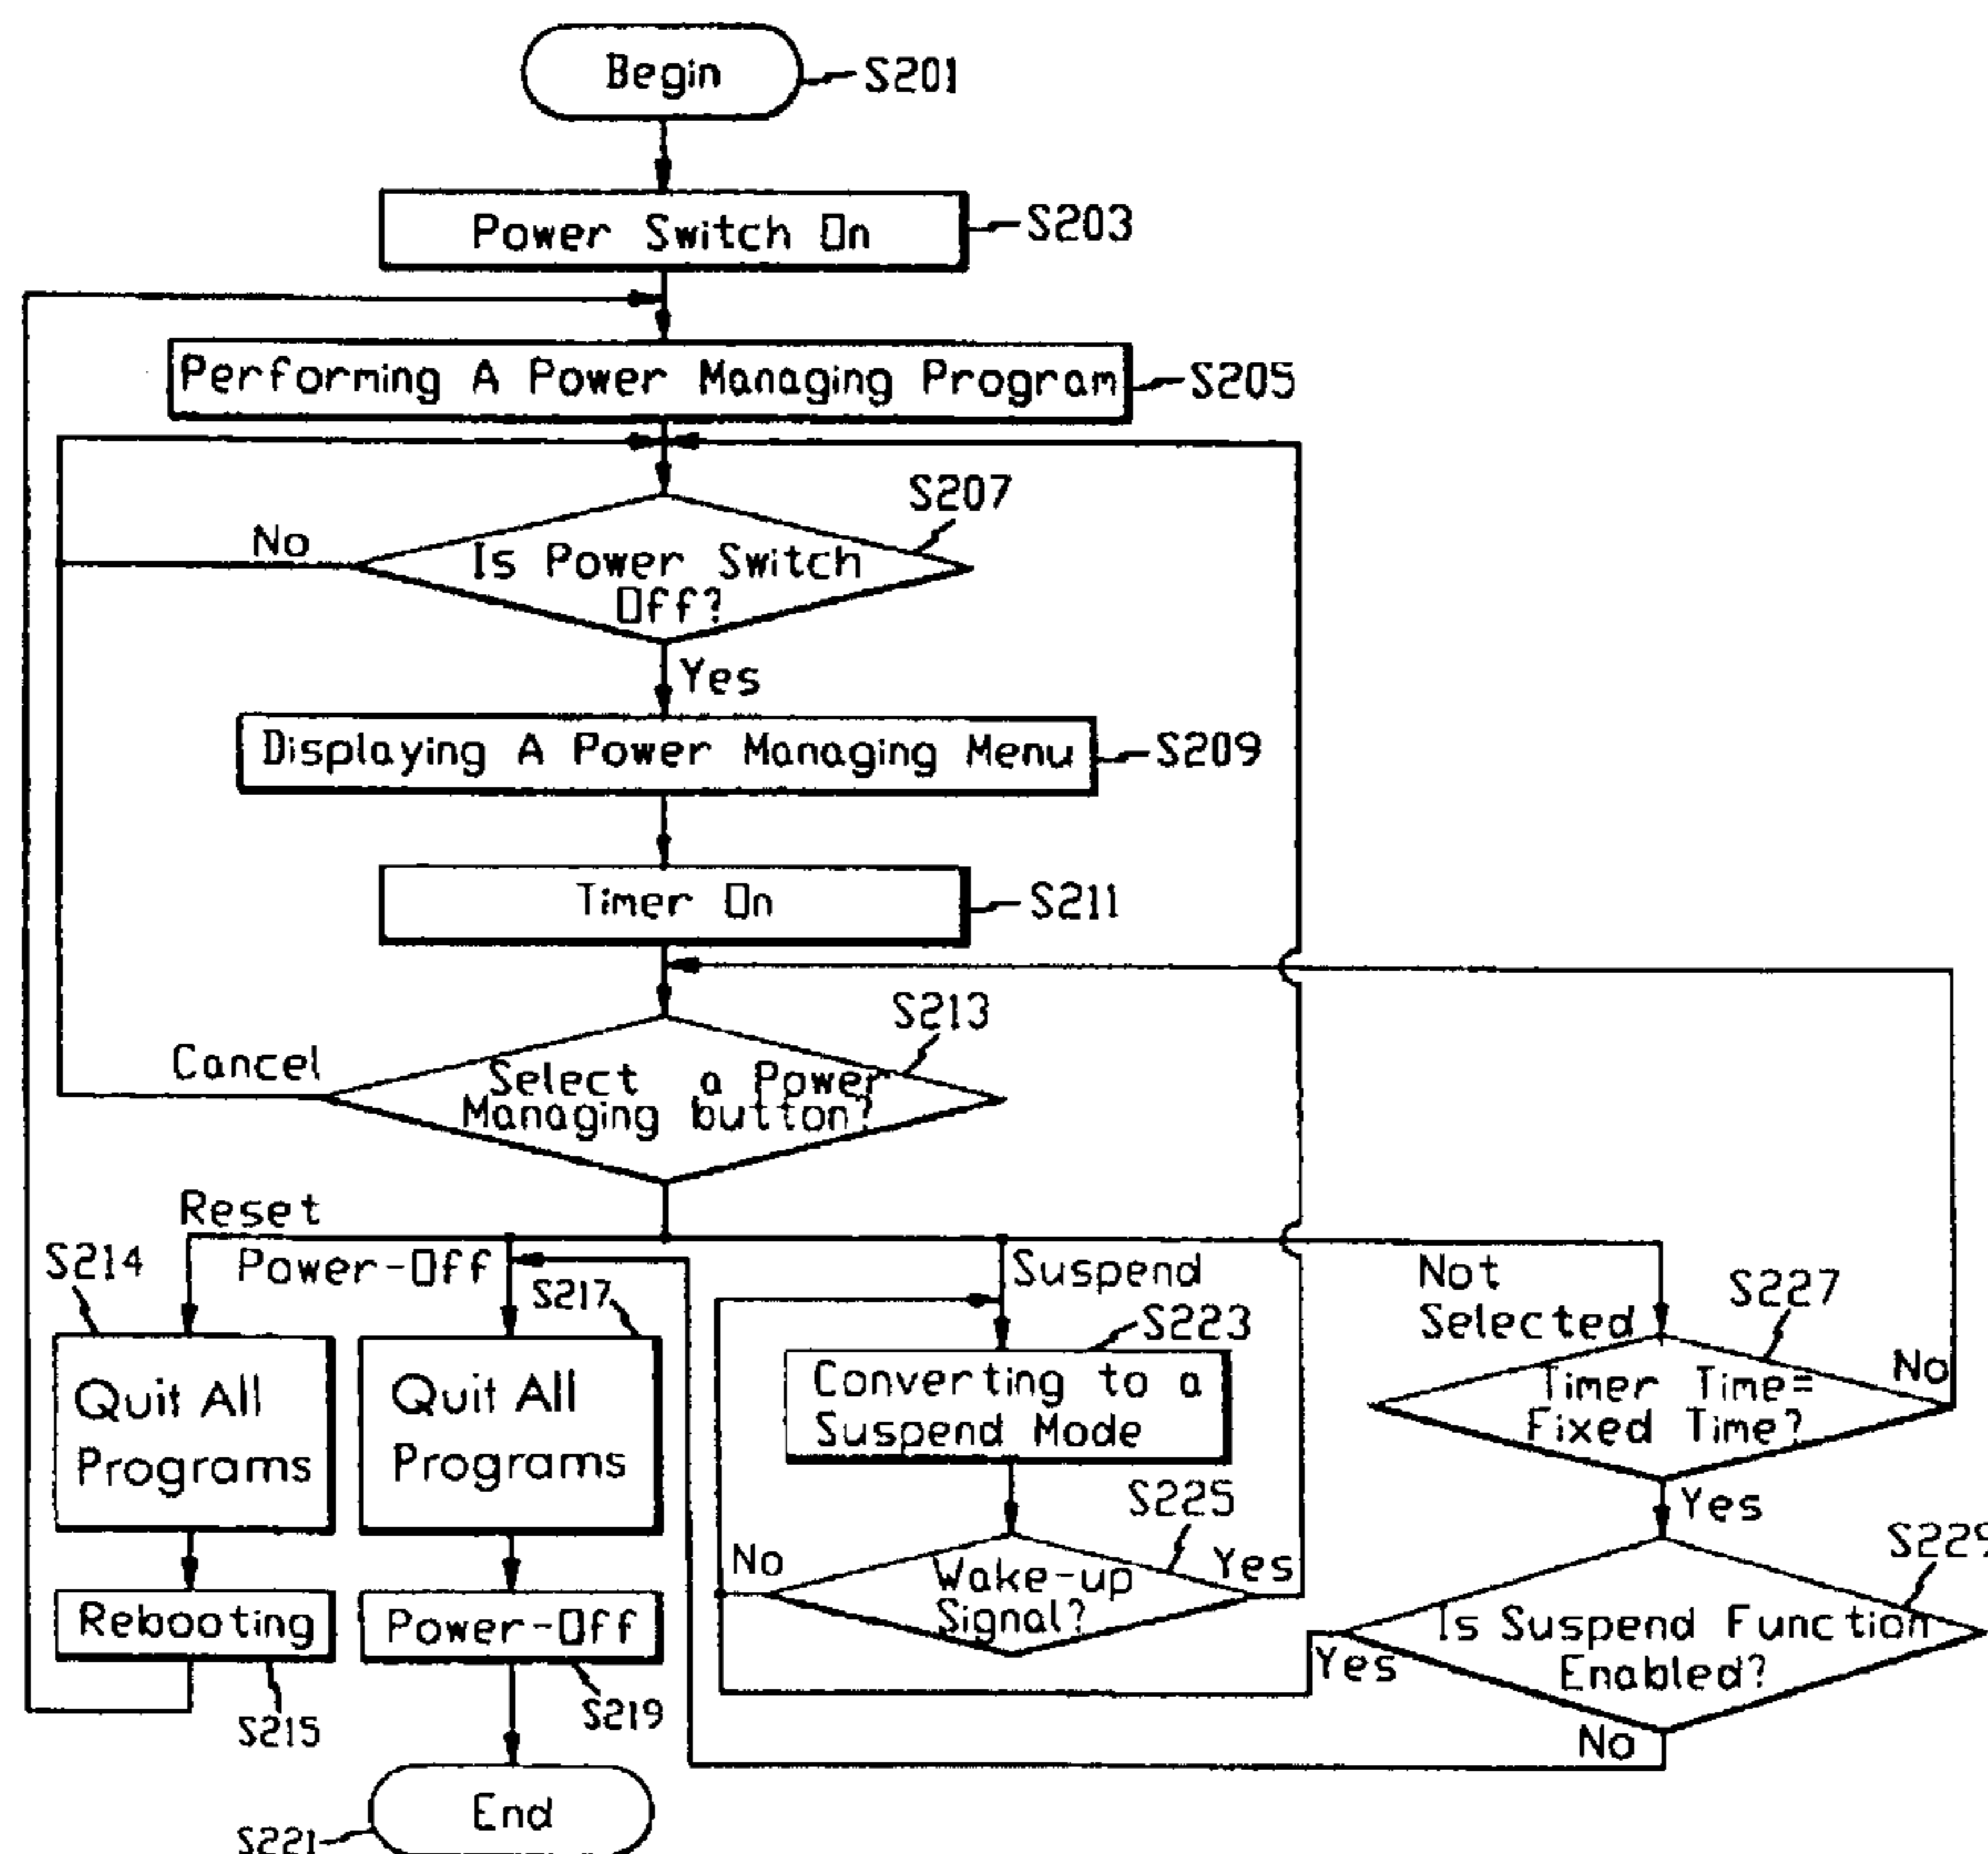 Begin
S201
Power Switch On
S203
Performing A Power Managing Program
S205
S207
No
Is Power Switch
Off?
Yes
Displaying A Power Managing Menu
S209
Timer On
S211
S213
Cancel
Select a Power
Managing button?
Reset
S214
Power-Off
S217
Suspend
Not
Selected
S227
S223
Quit All
Programs
Quit All
Programs
Converting to a
Suspend Mode
Timer Time=
Fixed Time?
No
S225
Yes
S229
No
Wake-up
Signal?
Yes
Rebooting
Power-Off
Is Suspend Function
Enabled?
Yes
S215
S219
No
End
S221